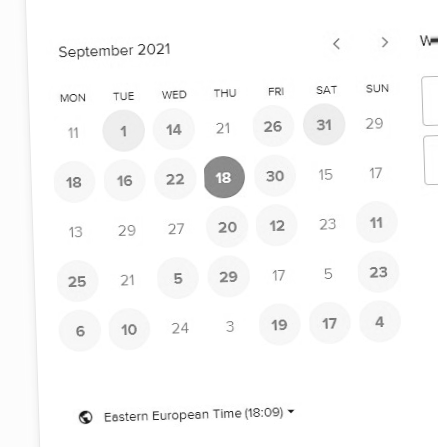 September 2021
MON TUE WED THU FRI SAT SUN
11 1 14 21 26 31 29
18 16 22 18 30 15 17
13 29 27 20 12 23 11
25 21 5 29 17 5 23
6 10 24 3 19 17 4
Eastern European Time (18:09)